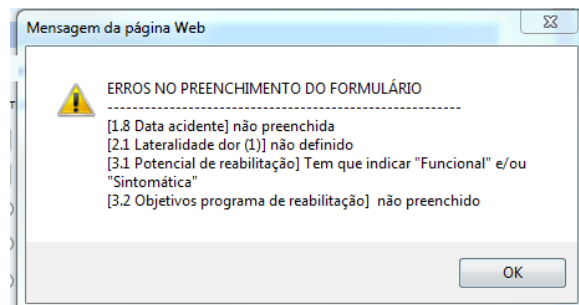 Mensagem da página Web
ERROS NO PREENCHIMENTO DO FORMULÁRIO
------------------------------------------------------------
[1.8 Data acidente] não preenchida
[2.1 Lateralidade dor (1)] não definido
[3.1 Potencial de reabilitação] Tem que indicar "Funcional" e/ou
"Sintomática"
[3.2 Objetivos programa de reabilitação]  não preenchido
OK